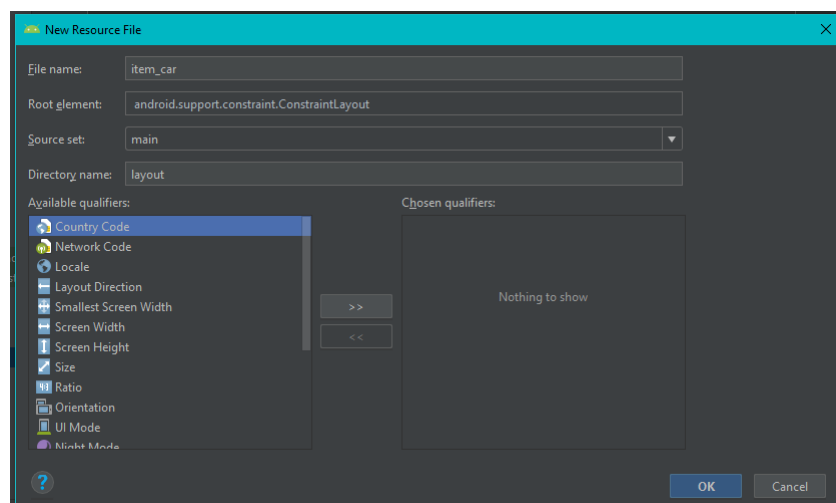 New Resource File
File name: item_car
Root element: android.support.constraint.ConstraintLayout
Source set: main
Directory name: layout
Available qualifiers:
Chosen qualifiers:
Country Code
Network Code
Locale
Layout Direction
Smallest Screen Width
Screen Width
Screen Height
Size
Ratio
Orientation
UI Mode
Night Mode
>>
<<
Nothing to show
?
OK
Cancel